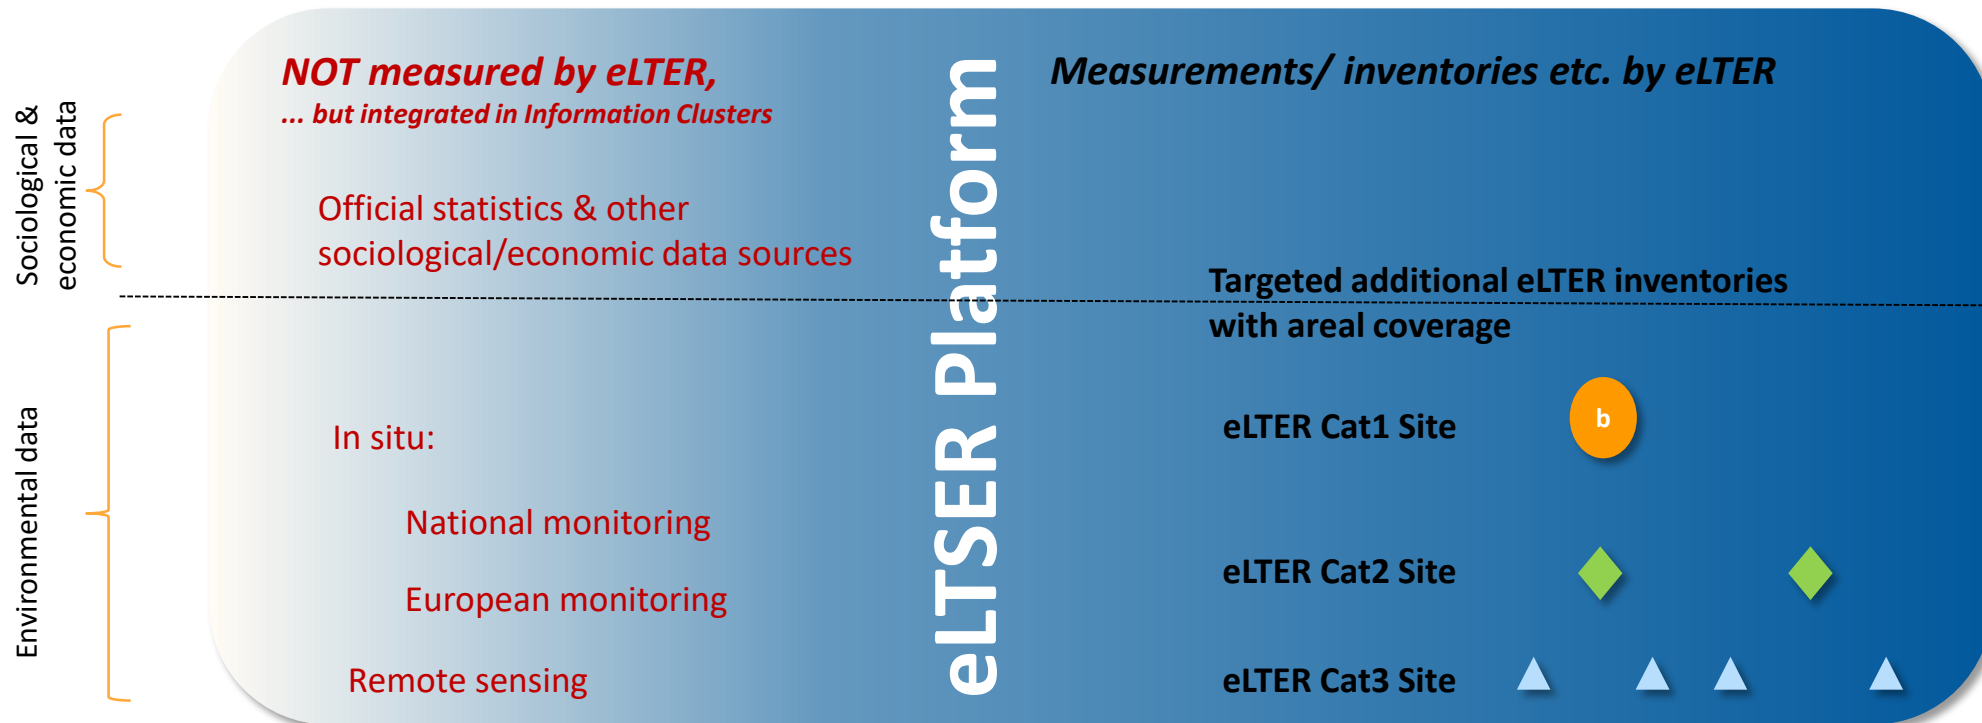 Sociological &
economic data
Environmental data
NOT measured by eLTER,
... but integrated in Information Clusters
Official statistics & other
sociological/economic data sources
In situ:
National monitoring
European monitoring
Remote sensing
eLTSER Platform
Measurements/ inventories etc. by eLTER
Targeted additional eLTER inventories
with areal coverage
eLTER Cat1 Site
b
eLTER Cat2 Site
eLTER Cat3 Site